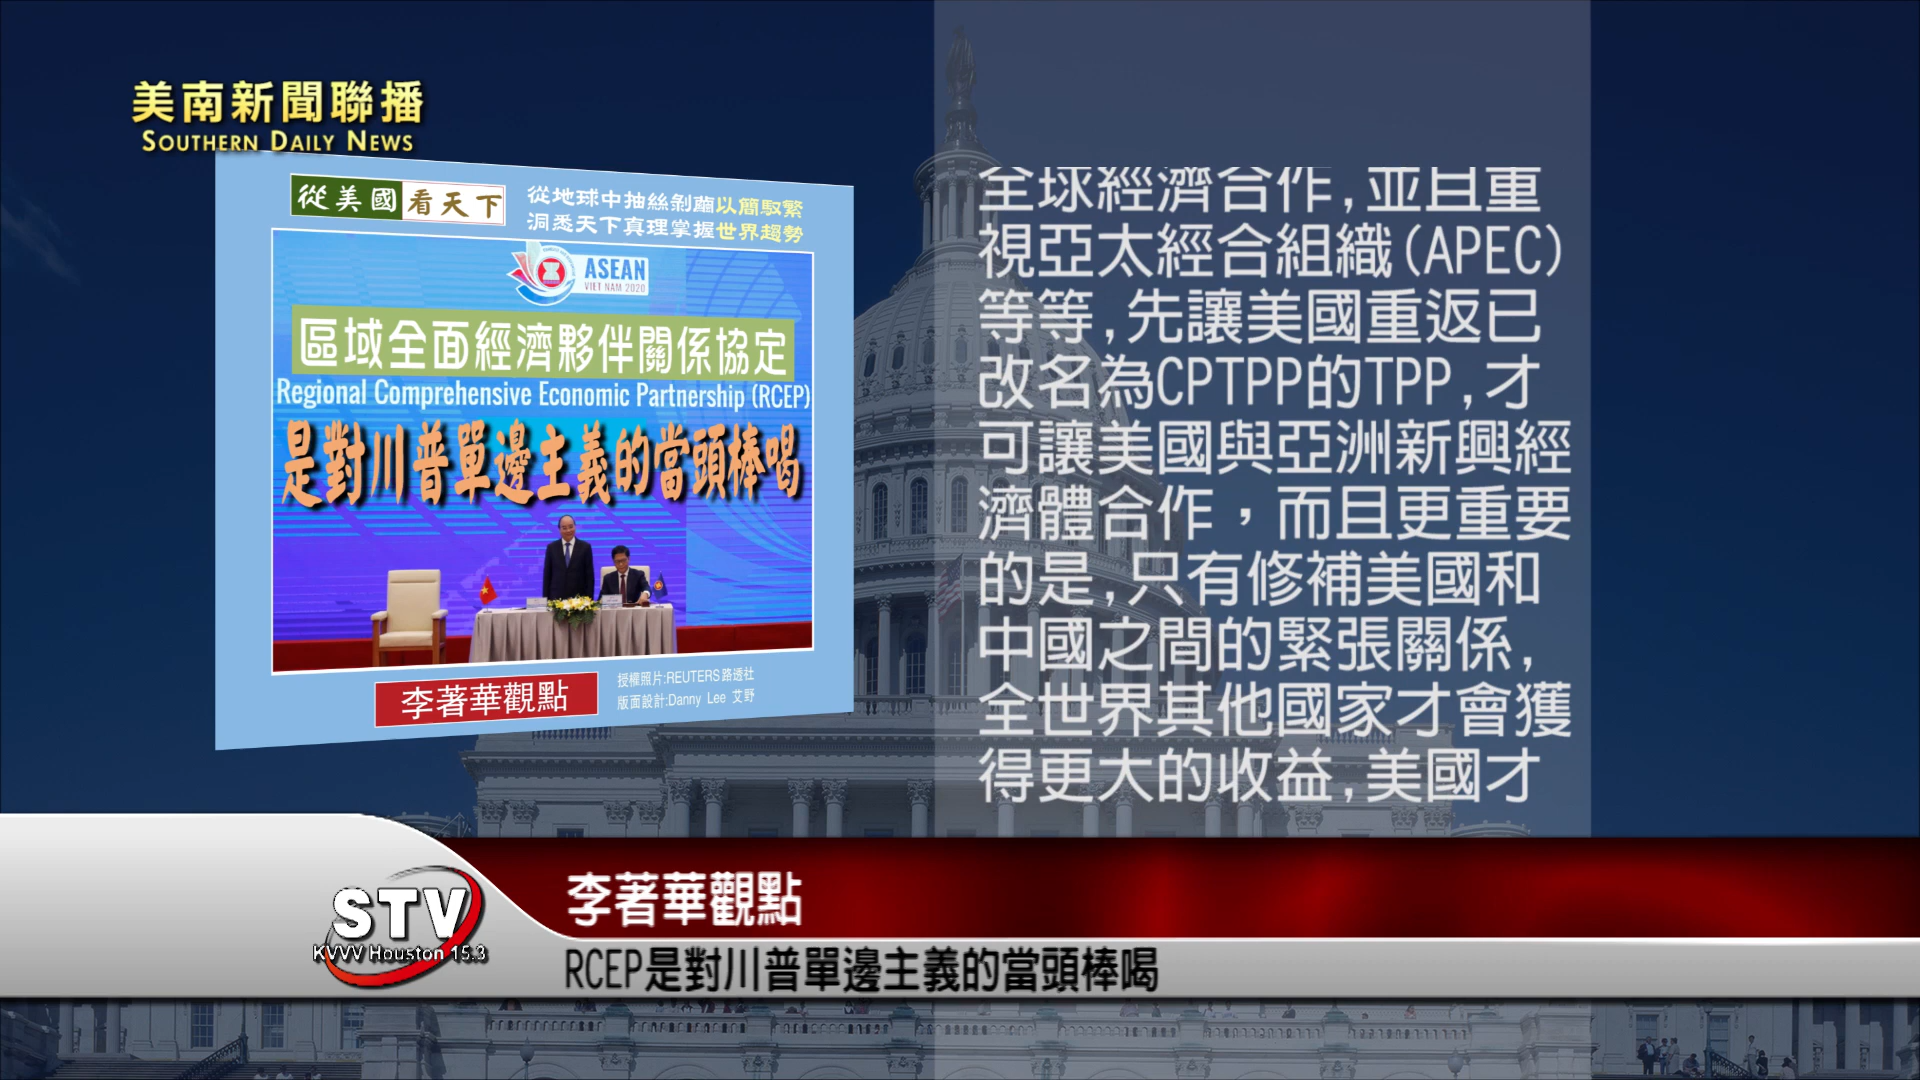 美南新聞聯播
SOUTHERN DAILY NEWS
從美國看天下
從地球中抽絲剝繭以簡馭繁
洞悉天下真理掌握世界趨勢
ASEAN
VIET NAM 2020
區域全面經濟夥伴關係協定
Regional Comprehensive Economic Partnership (RCEP)
是對川普單邊主義的當頭棒喝
李著華觀點
授權照片:REUTERS路透社
版面設計:Danny Lee 艾野
全球經濟合作,並且重
視亞太經合組織(APEC)
等等,先讓美國重返已
改名為CPTPP的TPP,才
可讓美國與亞洲新興經
濟體合作,而且更重要
的是,只有修補美國和
中國之間的緊張關係,
全世界其他國家才會獲
得更大的收益,美國才
STV
KVVV Houston 15.3
李著華觀點
RCEP是對川普單邊主義的當頭棒喝